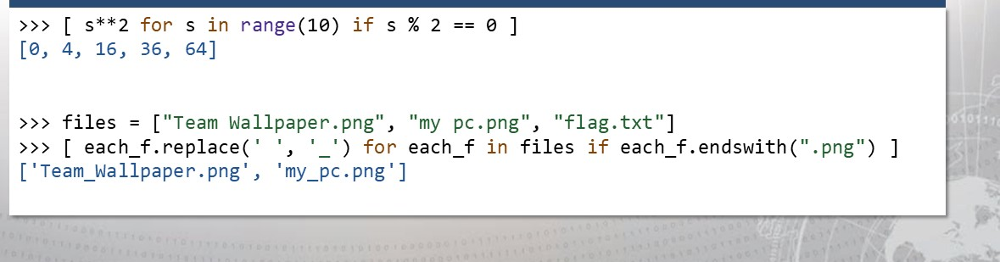 >>> [ s**2 for s in range(10) if s % 2 == 0 ]
[0, 4, 16, 36, 64]
>>> files = ["Team Wallpaper.png", "my pc.png", "flag.txt"]
>>> [ each_f.replace(' ', '_') for each_f in files if each_f.endswith(".png") ]
['Team_Wallpaper.png', 'my_pc.png']